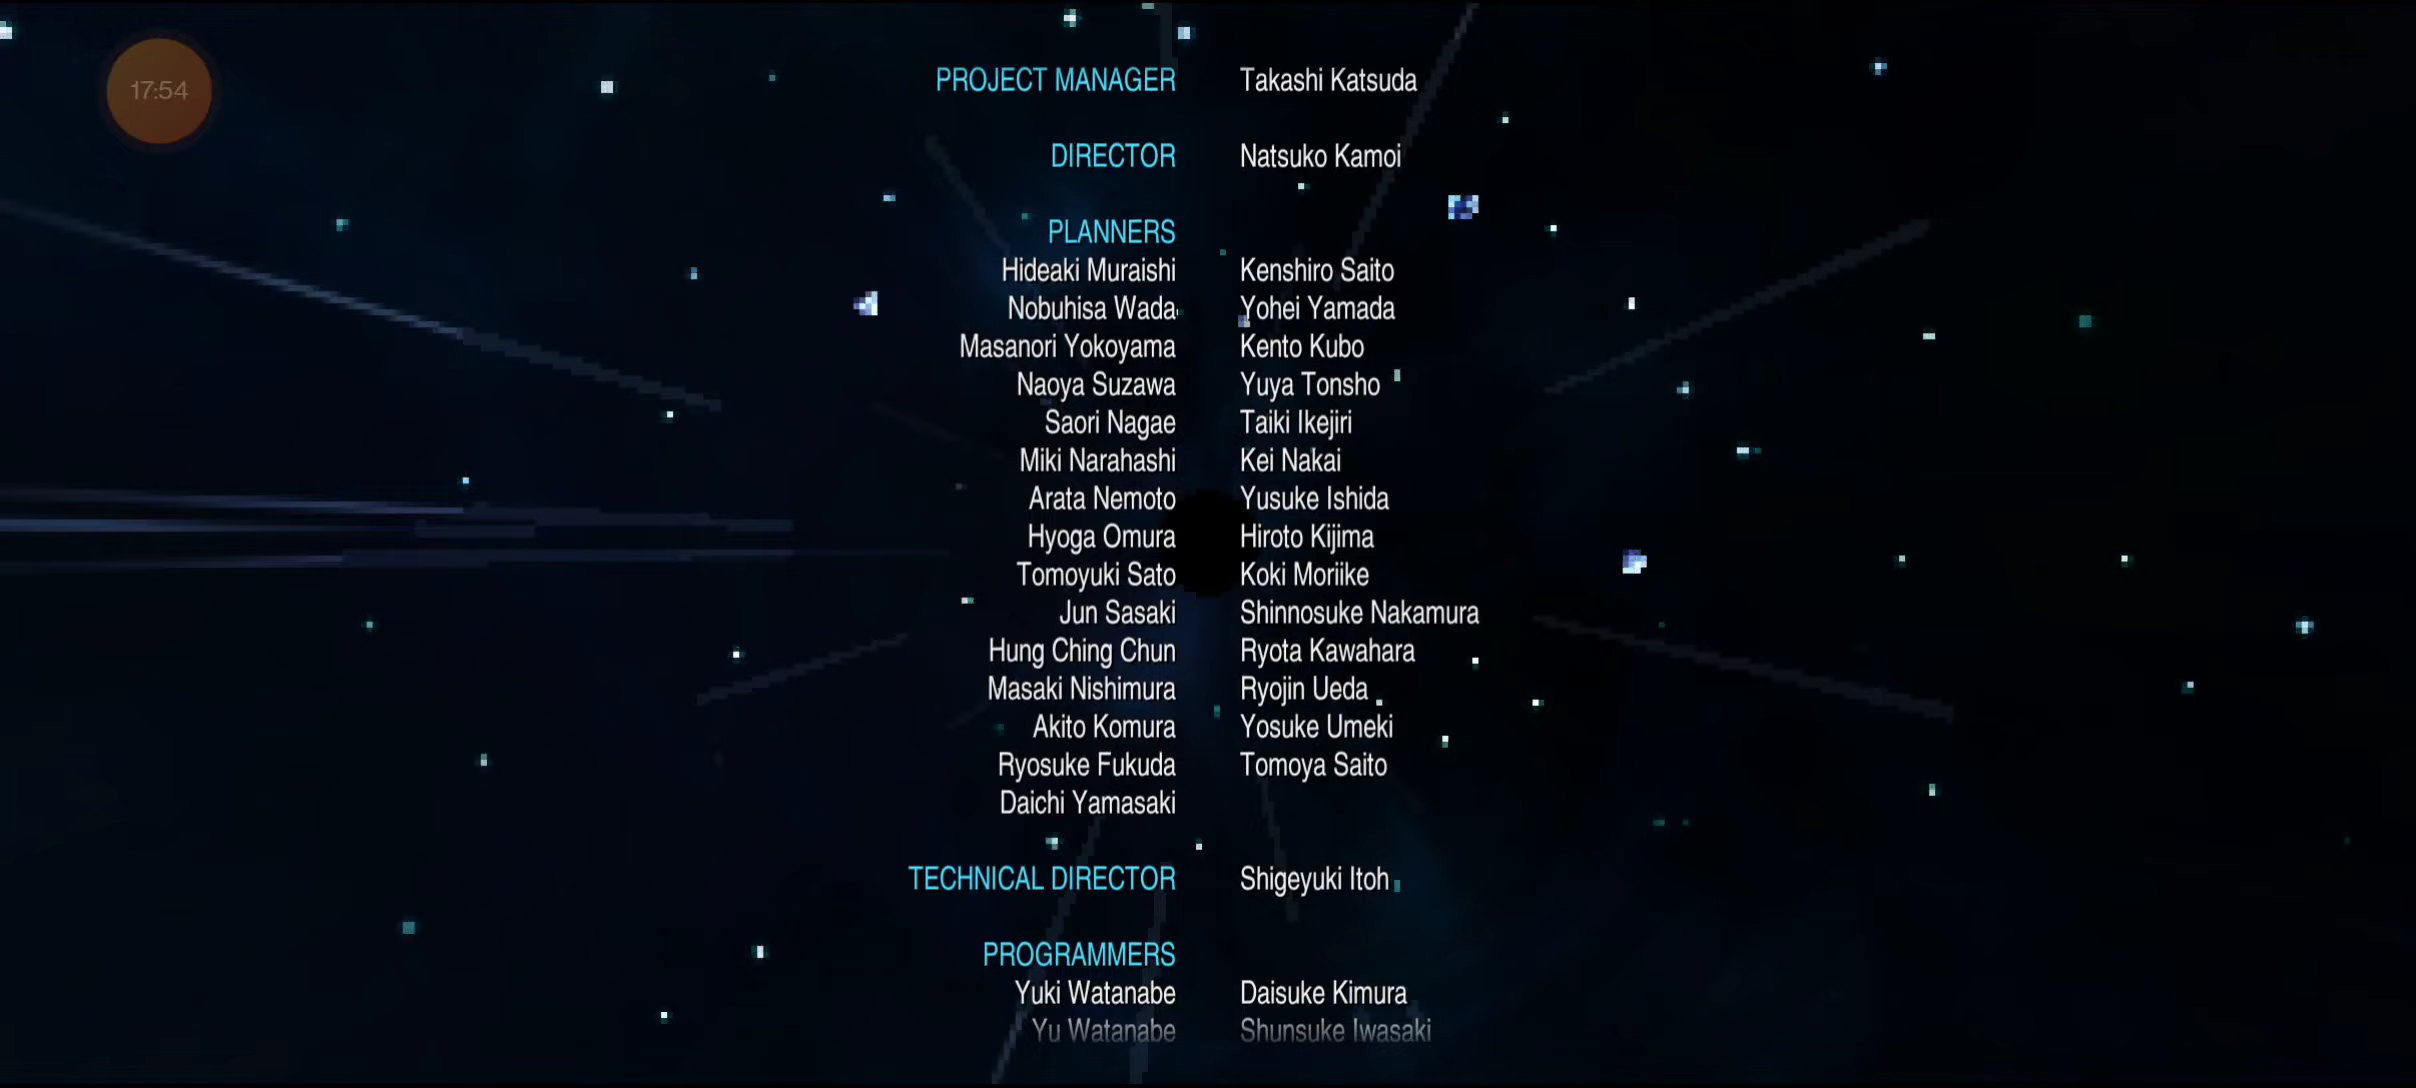 17:54
PROJECT MANAGER Takashi Katsuda
DIRECTOR Natsuko Kamoi
PLANNERS
Hideaki Muraishi Kenshiro Saito
Nobuhisa Wada Yohei Yamada
Masanori Yokoyama Kento Kubo
Naoya Suzawa Yuya Tonsho
Saori Nagae Taiki Ikejiri
Miki Narahashi Kei Nakai
Arata Nemoto Yusuke Ishida
Hyoga Omura Hiroto Kijima
Tomoyuki Sato Koki Moriike
Jun Sasaki Shinnosuke Nakamura
Hung Ching Chun Ryota Kawahara
Masaki Nishimura Ryojin Ueda
Akito Komura Yosuke Umeki
Ryosuke Fukuda Tomoya Saito
Daichi Yamasaki
TECHNICAL DIRECTOR Shigeyuki Itoh
PROGRAMMERS
Yuki Watanabe Daisuke Kimura
Yu Watanabe Shunsuke Iwasaki